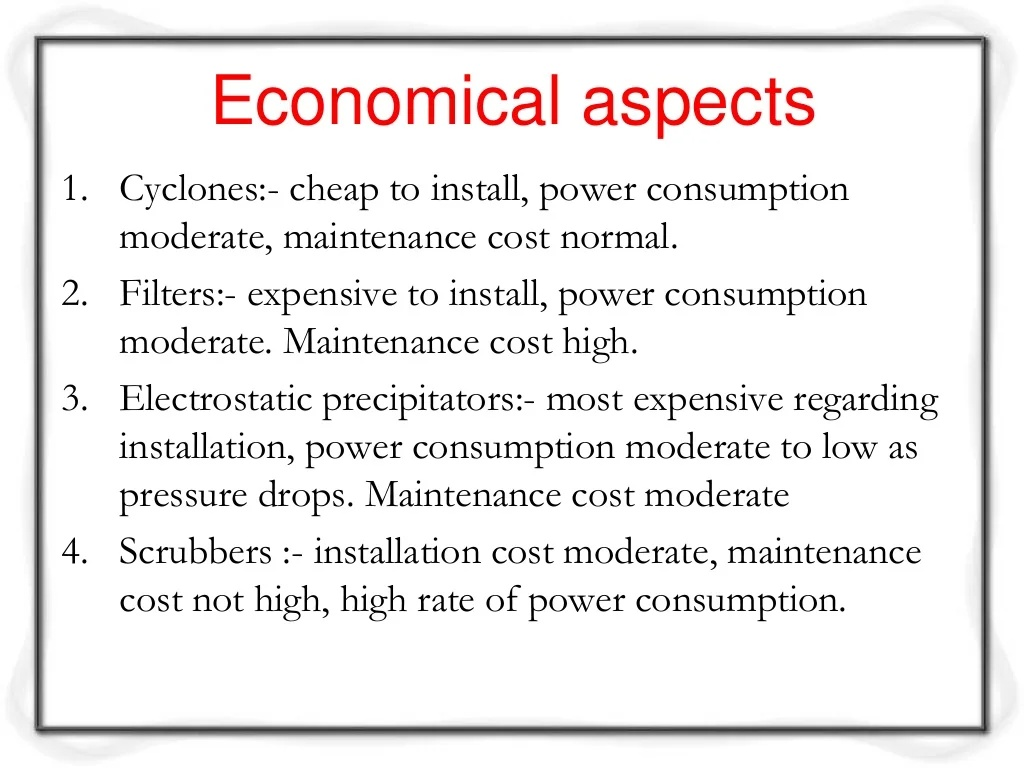 Economical aspects
1. Cyclones:- cheap to install, power consumption
moderate, maintenance cost normal.
2. Filters:- expensive to install, power consumption
moderate. Maintenance cost high.
3. Electrostatic precipitators:- most expensive regarding
installation, power consumption moderate to low as
pressure drops. Maintenance cost moderate
4. Scrubbers :- installation cost moderate, maintenance
cost not high, high rate of power consumption.